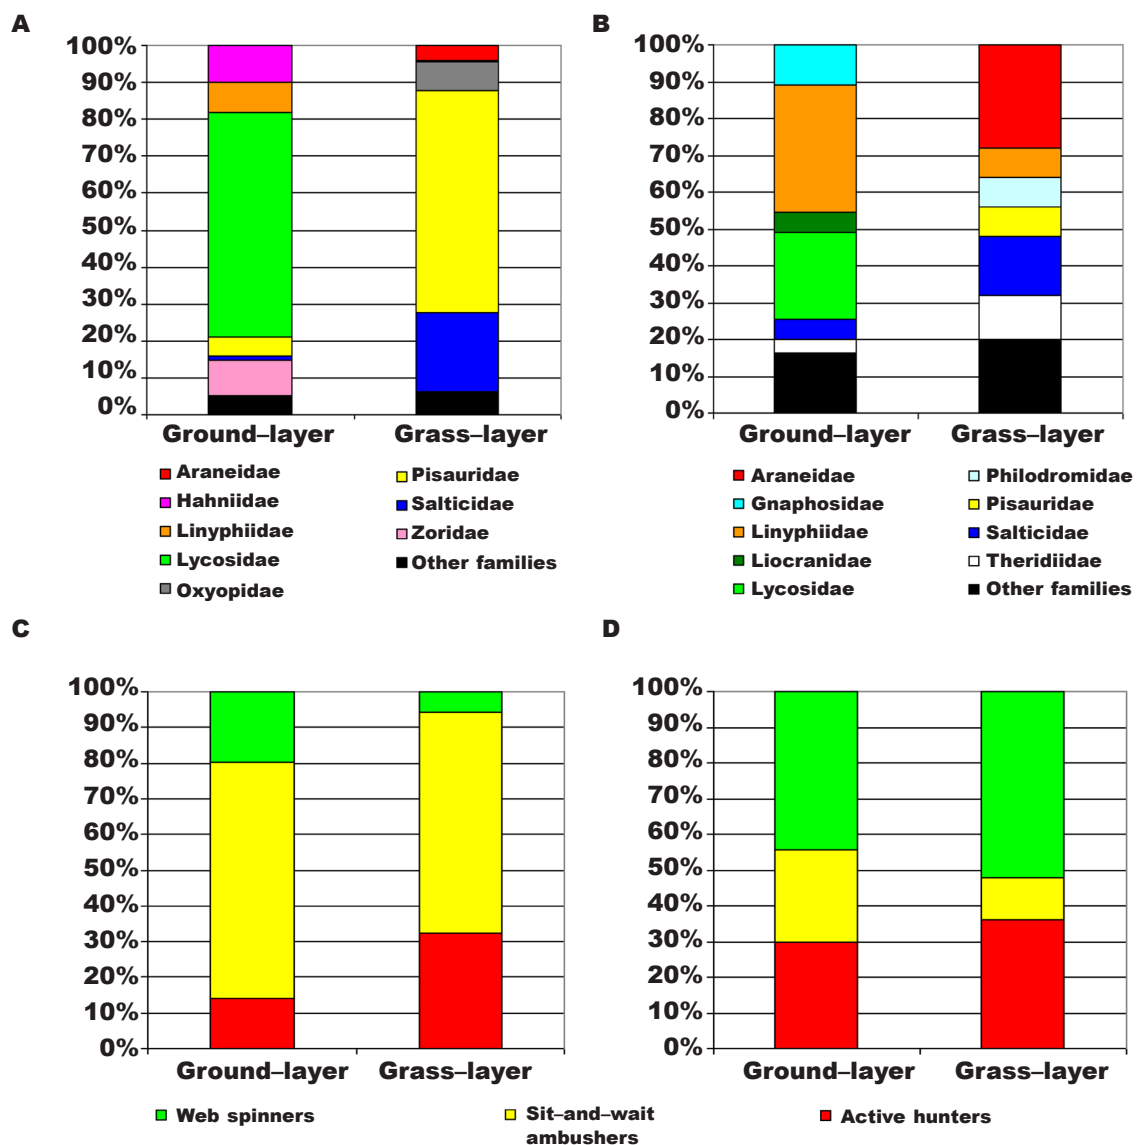 A
100%
90%
80%
70%
60%
50%
40%
30%
20%
10%
0%
Ground–layer Grass–layer
Araneidae
Hahniidae
Linyphiidae
Lycosidae
Oxyopidae
Pisauridae
Salticidae
Zoridae
Other families
B
100%
90%
80%
70%
60%
50%
40%
30%
20%
10%
0%
Ground–layer Grass–layer
Araneidae
Gnaphosidae
Linyphiidae
Liocranidae
Lycosidae
Philodromidae
Pisauridae
Salticidae
Theridiidae
Other families
C
100%
90%
80%
70%
60%
50%
40%
30%
20%
10%
0%
Ground–layer Grass–layer
D
100%
90%
80%
70%
60%
50%
40%
30%
20%
10%
0%
Ground–layer Grass–layer
Web spinners
Sit–and–wait
ambushers
Active hunters